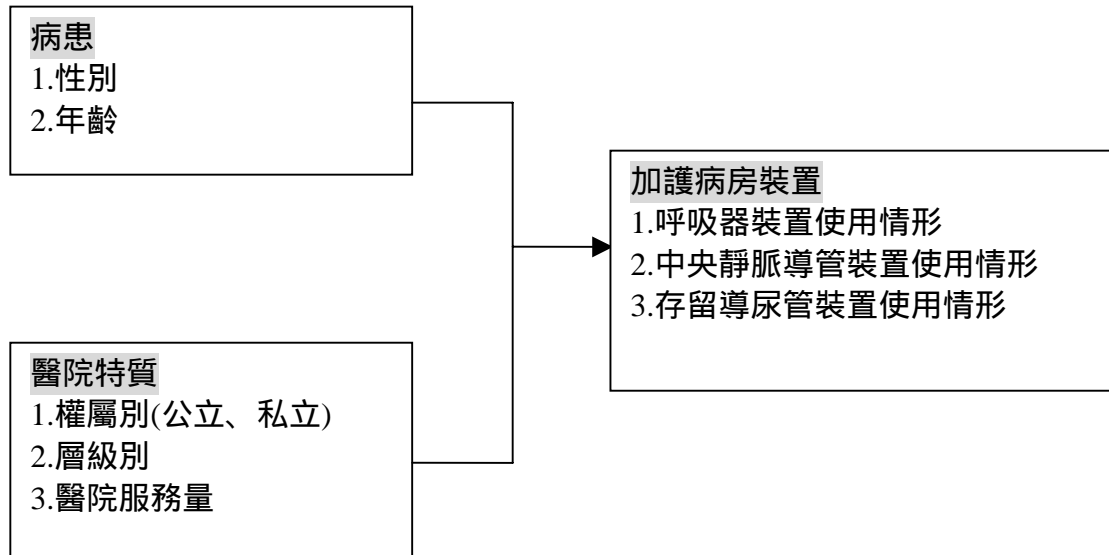 病患
1.性別
2.年齡
加護病房裝置
1.呼吸器裝置使用情形
2.中央靜脈導管裝置使用情形
3.存留導尿管裝置使用情形
醫院特質
1.權屬別(公立、私立)
2.層級別
3.醫院服務量